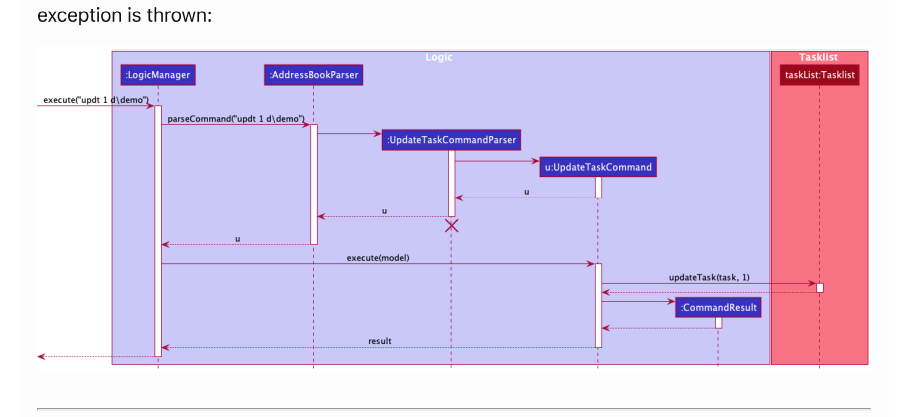 exception is thrown:
Logic
Tasklist
:LogicManager
:AddressBookParser
taskList:Tasklist
execute("updt 1 d\demo")
parseCommand("updt 1 d\demo")
:UpdateTaskCommandParser
u:UpdateTaskCommand
u
u
u
execute(model)
updateTask(task, 1)
:CommandResult
result